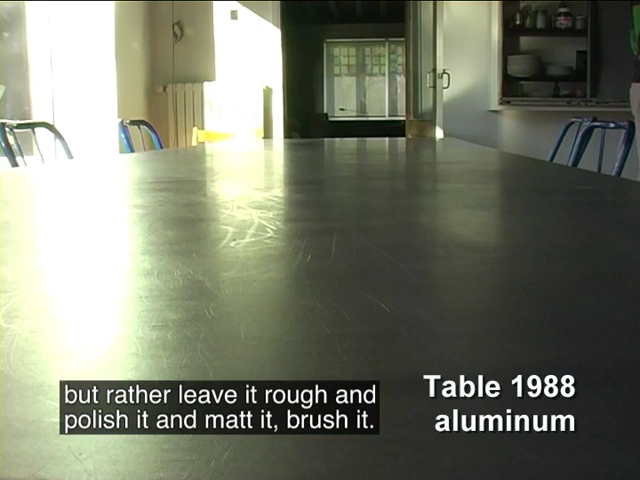 but rather leave it rough and
polish it and matt it, brush it.
Table 1988
aluminum